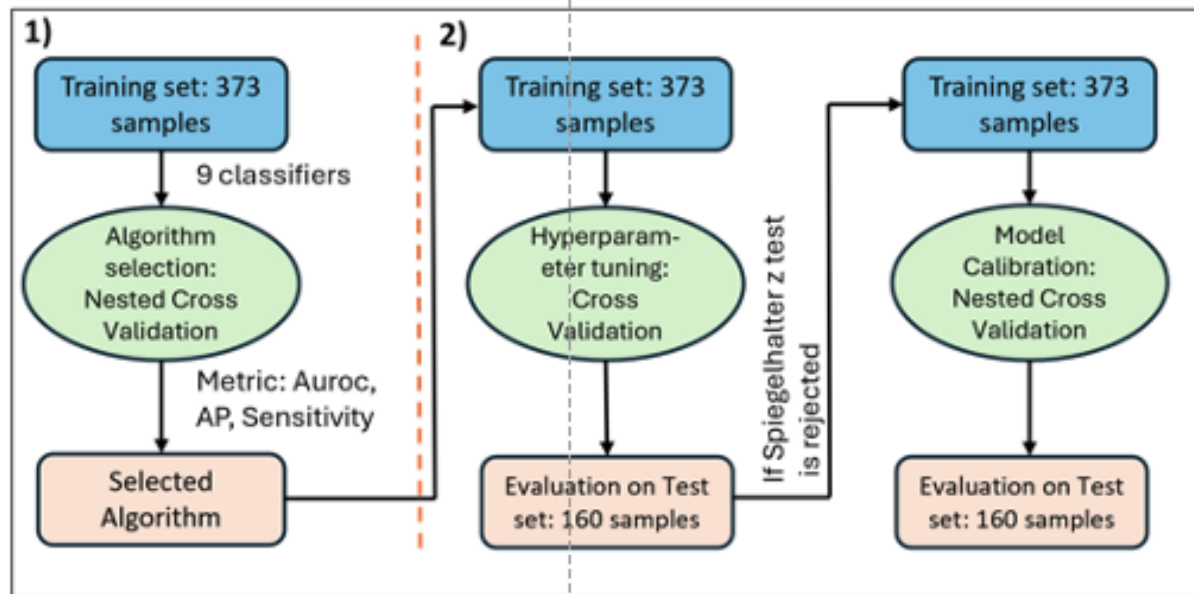 1)
Training set: 373
samples
9 classifiers
Algorithm
selection:
Nested Cross
Validation
Metric: Auroc,
AP, Sensitivity
Selected
Algorithm
2)
Training set: 373
samples
Hyperparam-
eter tuning:
Cross
Validation
Evaluation on Test
set: 160 samples
If Spiegelhalter z test
is rejected
Training set: 373
samples
Model
Calibration:
Nested Cross
Validation
Evaluation on Test
set: 160 samples